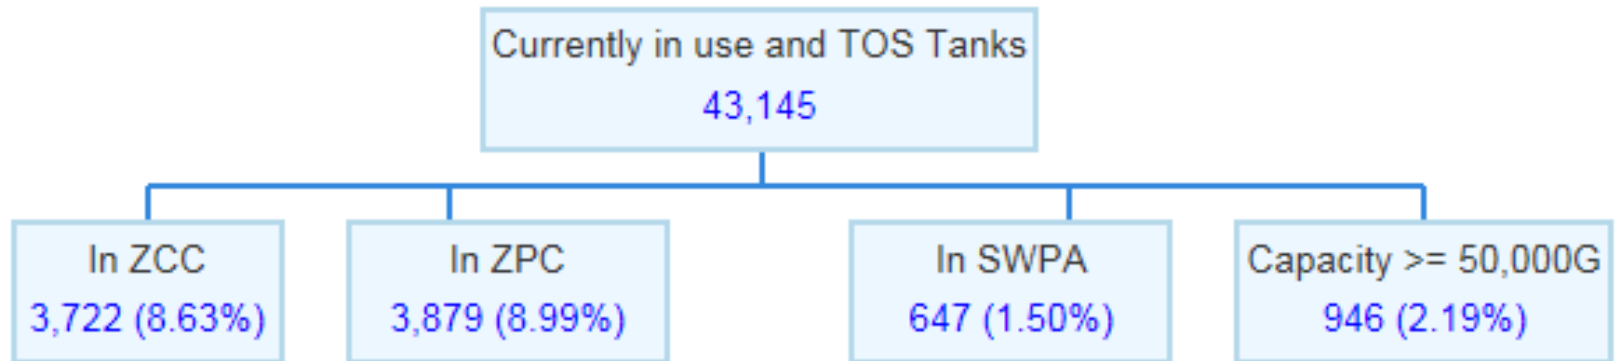 Currently in use and TOS Tanks
43,145
In ZCC
3,722 (8.63%)
In ZPC
3,879 (8.99%)
In SWPA
647 (1.50%)
Capacity >= 50,000G
946 (2.19%)